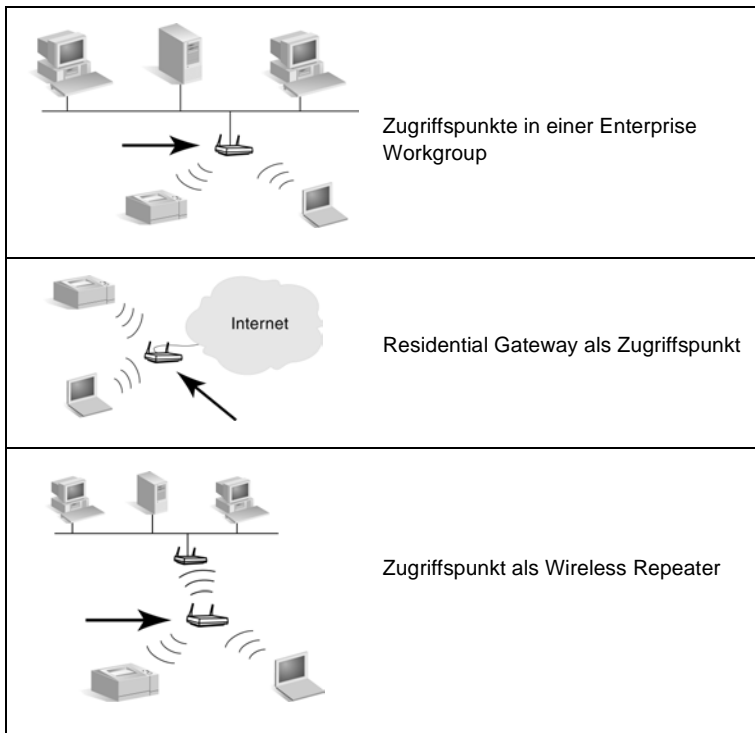 Zugriffspunkte in einer Enterprise
Workgroup
Internet
Residential Gateway als Zugriffspunkt
Zugriffspunkt als Wireless Repeater